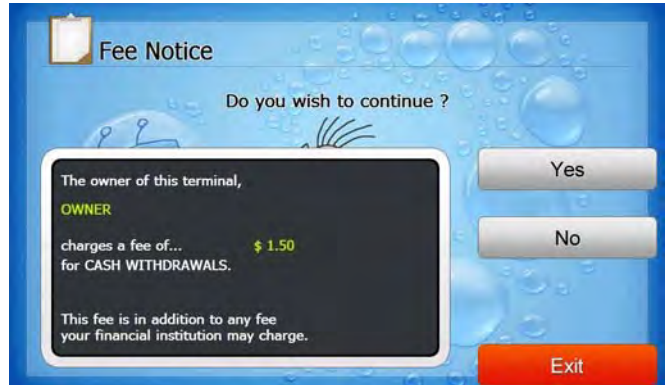 Fee Notice
Do you wish to continue ?
The owner of this terminal,
OWNER
charges a fee of... $ 1.50
for CASH WITHDRAWALS.
This fee is in addition to any fee
your financial institution may charge.
Yes
No
Exit